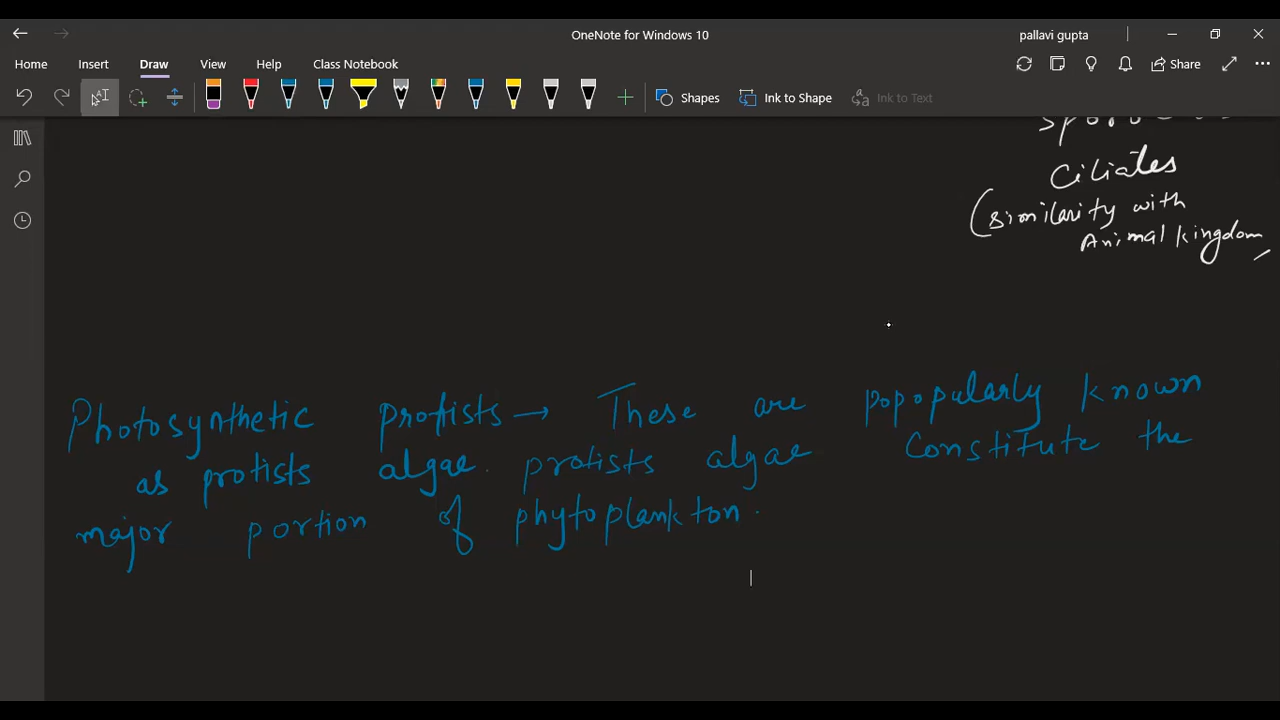 OneNote for Windows 10
pallavi gupta
Home Insert Draw View Help Class Notebook
Share
Shapes Ink to Shape Ink to Text
Ciliates
(similarity with
Animal kingdom
Photosynthetic protists → These are popopularly known
as protists algae. protists algae constitute the
major portion of phytoplankton.